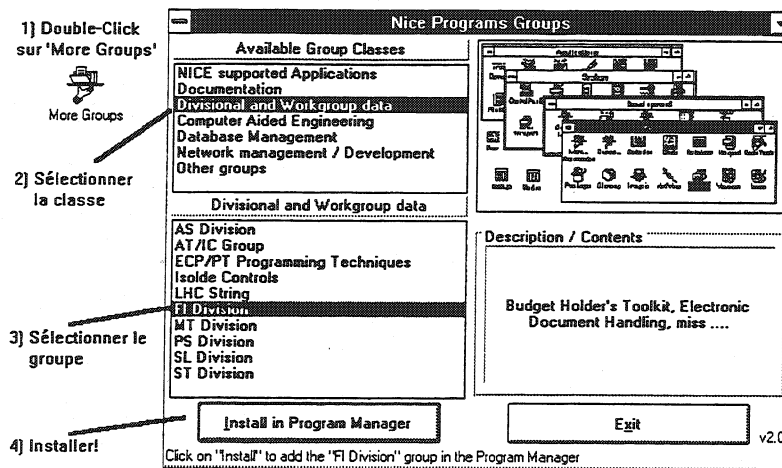 1) Double-Click
sur 'More Groups'
More Groups
2) Sélectionner
la classe
3) Sélectionner le
groupe
4) Installer!
Nice Programs Groups
Available Group Classes
NICE supported Applications
Documentation
Divisional and Workgroup data
Computer Aided Engineering
Database Management
Network management / Development
Other groups
Divisional and Workgroup data
AS Division
AT/IC Group
ECP/PT Programming Techniques
Isolde Controls
LHC String
FI Division
MT Division
PS Division
SL Division
ST Division
Description / Contents
Budget Holder's Toolkit, Electronic
Document Handling, miss ....
Install in Program Manager
Exit
v2.0
Click on "Install" to add the "FI Division" group in the Program Manager